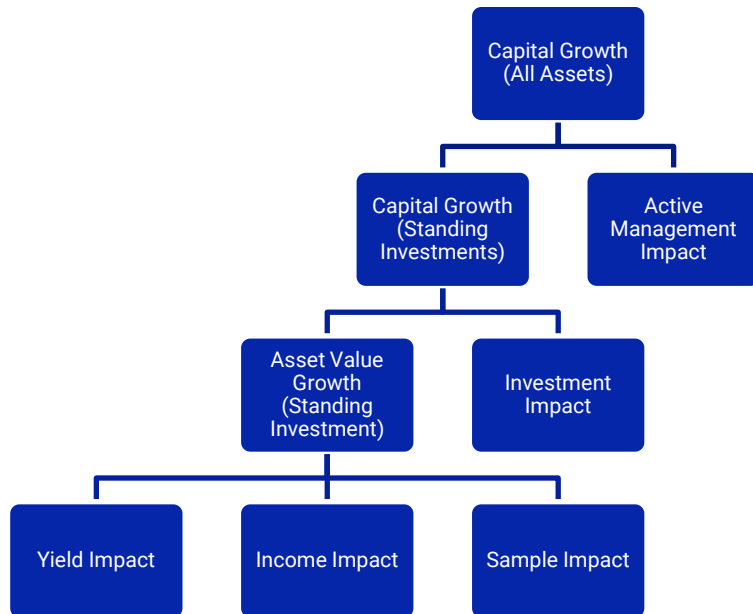 Capital Growth
(All Assets)
Capital Growth
(Standing
Investments)
Active
Management
Impact
Asset Value
Growth
(Standing
Investment)
Investment
Impact
Yield Impact
Income Impact
Sample Impact